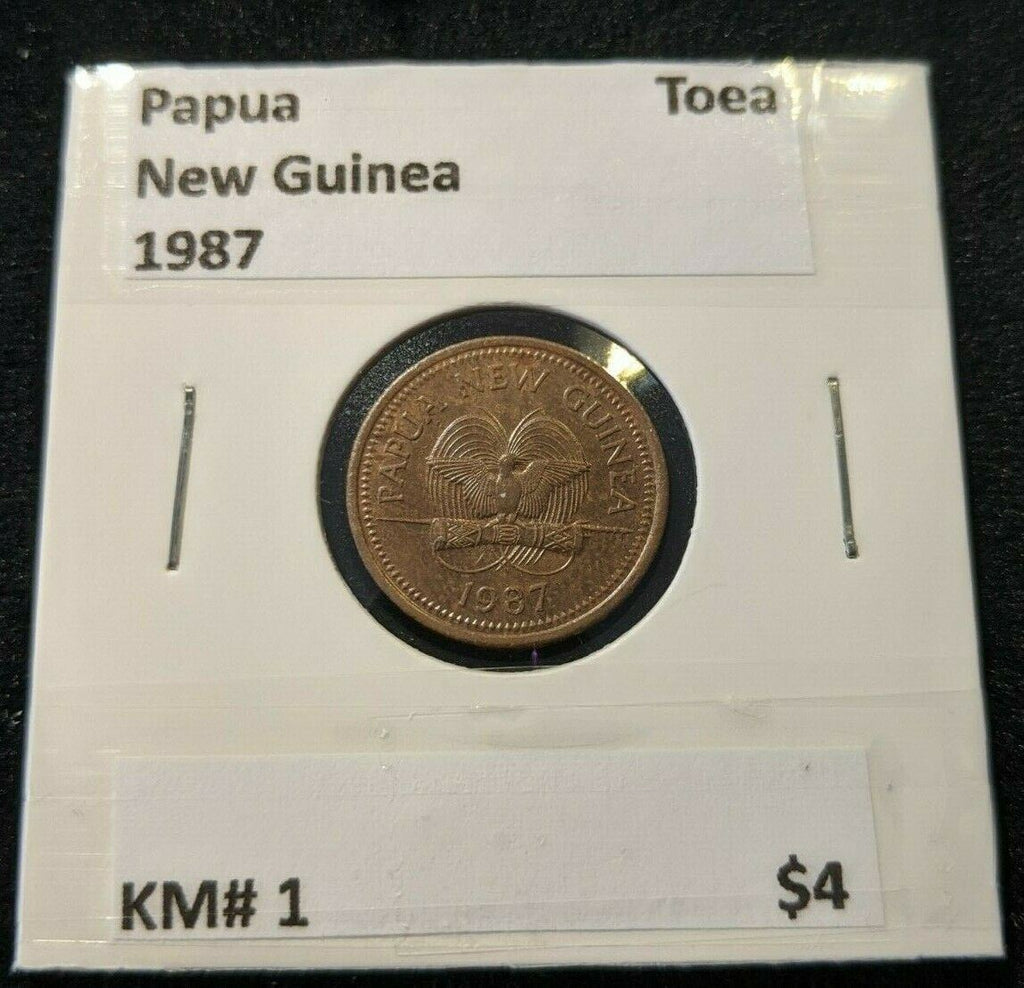 Papua Toea
New Guinea
1987
PAPUA NEW GUINEA
1987
KM# 1 $4